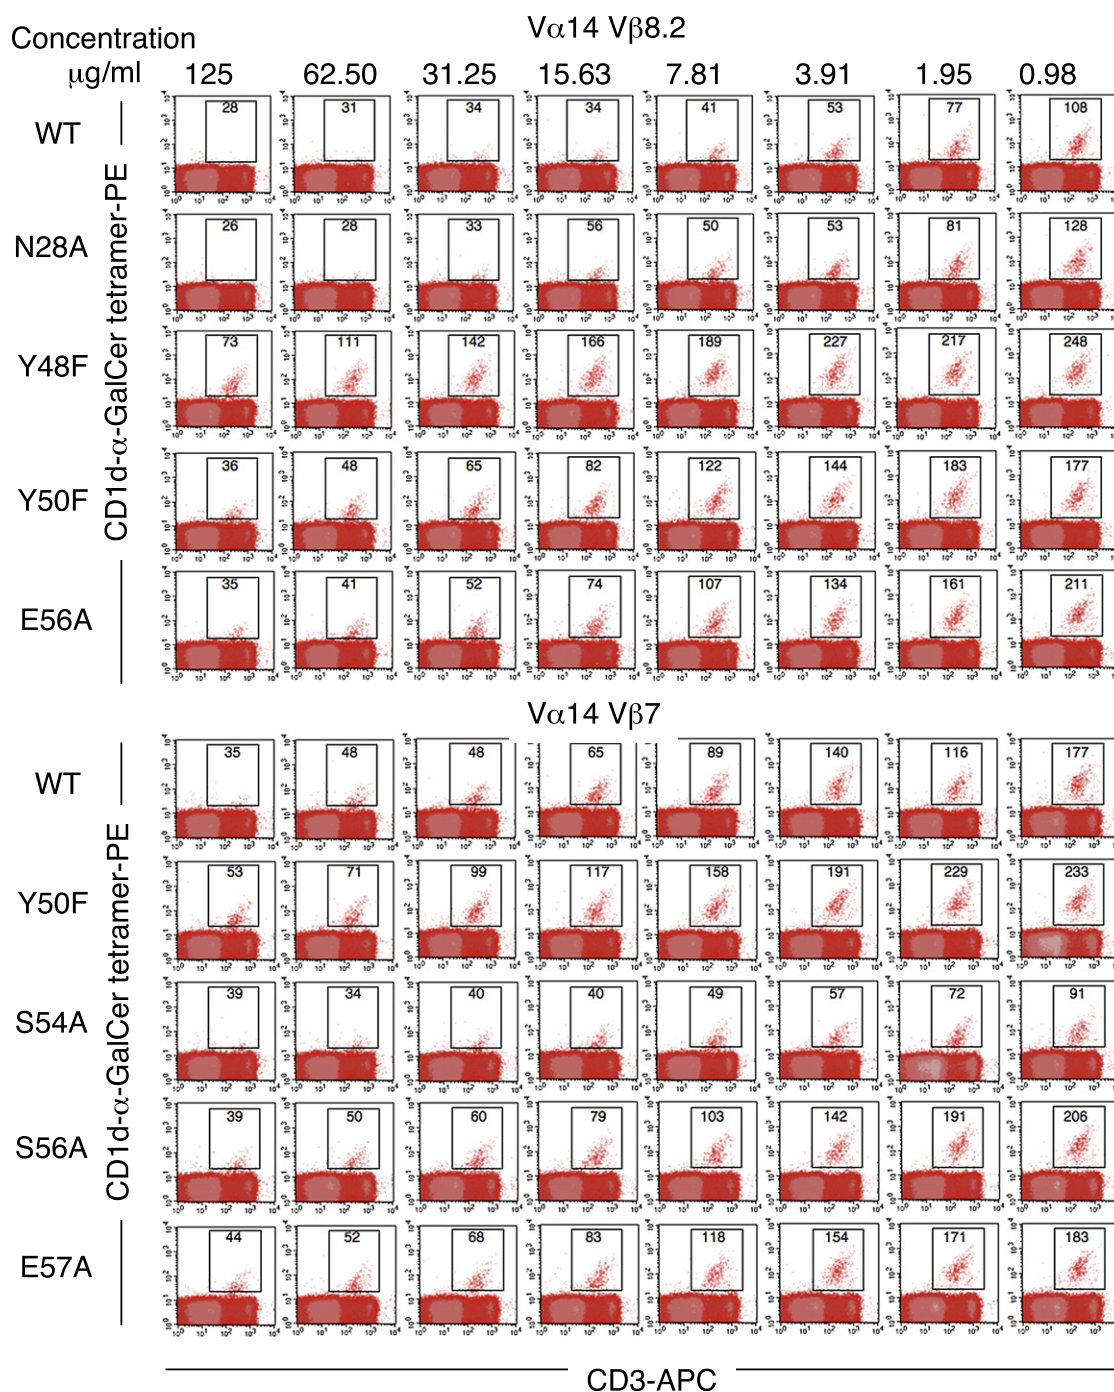 Vα14 Vβ8.2
Concentration
μg/ml 125 62.50 31.25 15.63 7.81 3.91 1.95 0.98
WT 28 31 34 34 41 53 77 108
N28A 26 28 33 56 50 53 81 128
Y48F 73 111 142 166 189 227 217 248
Y50F 36 48 65 82 122 144 183 177
E56A 35 41 52 74 107 134 161 211
CD1d-α-GalCer tetramer-PE
Vα14 Vβ7
WT 35 48 48 65 89 140 116 177
Y50F 53 71 99 117 158 191 229 233
S54A 39 34 40 40 49 57 72 91
S56A 39 50 60 79 103 142 191 206
E57A 44 52 68 83 118 154 171 183
CD1d-α-GalCer tetramer-PE
CD3-APC